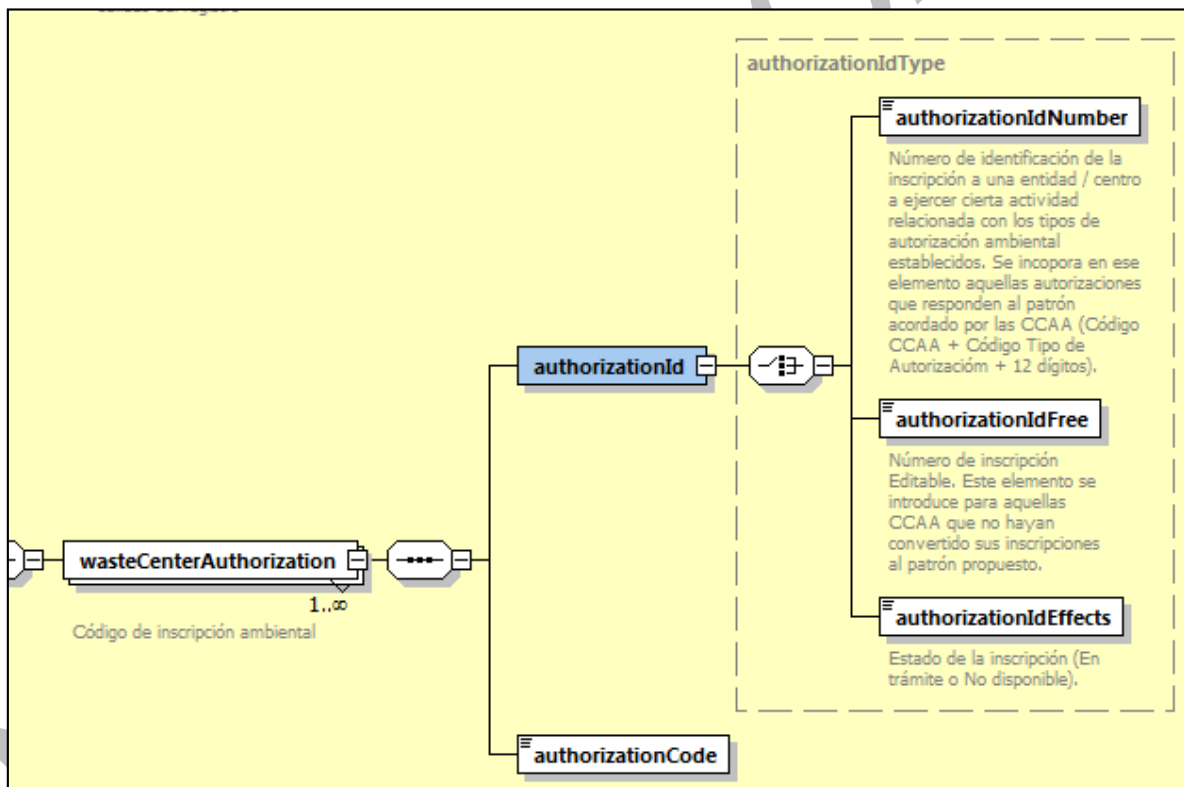 authorizationIdType
authorizationIdNumber
Número de identificación de la
inscripción a una entidad / centro
a ejercer cierta actividad
relacionada con los tipos de
autorización ambiental
establecidos. Se incopora en ese
elemento aquellas autorizaciones
que responden al patrón
acordado por las CCAA (Código
CCAA + Código Tipo de
Autorizacióm + 12 dígitos).
authorizationId
authorizationIdFree
Número de inscripción
Editable. Este elemento se
introduce para aquellas
CCAA que no hayan
convertido sus inscripciones
al patrón propuesto.
wasteCenterAuthorization
1..∞
Código de inscripción ambiental
authorizationIdEffects
Estado de la inscripción (En
trámite o No disponible).
authorizationCode